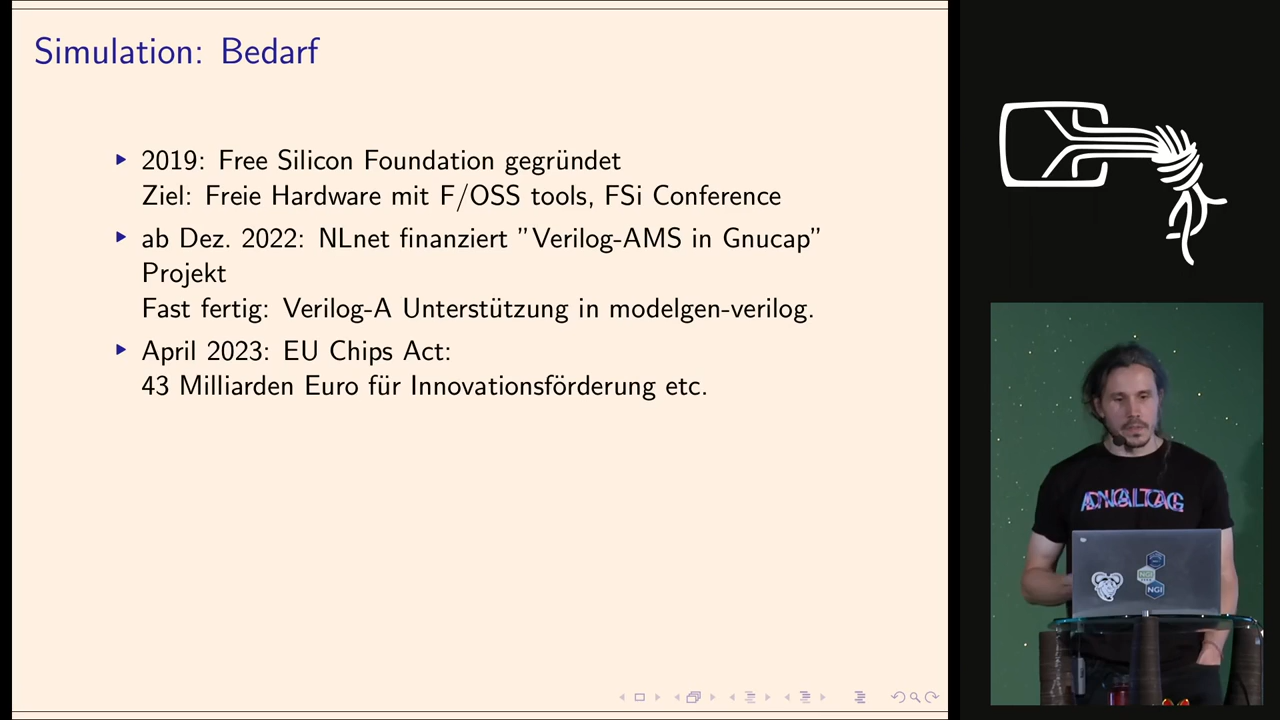 Simulation: Bedarf
2019: Free Silicon Foundation gegründet
Ziel: Freie Hardware mit F/OSS tools, FSi Conference
ab Dez. 2022: NLnet finanziert ”Verilog-AMS in Gnucap”
Projekt
Fast fertig: Verilog-A Unterstützung in modelgen-verilog.
April 2023: EU Chips Act:
43 Milliarden Euro für Innovationsförderung etc.
NGI